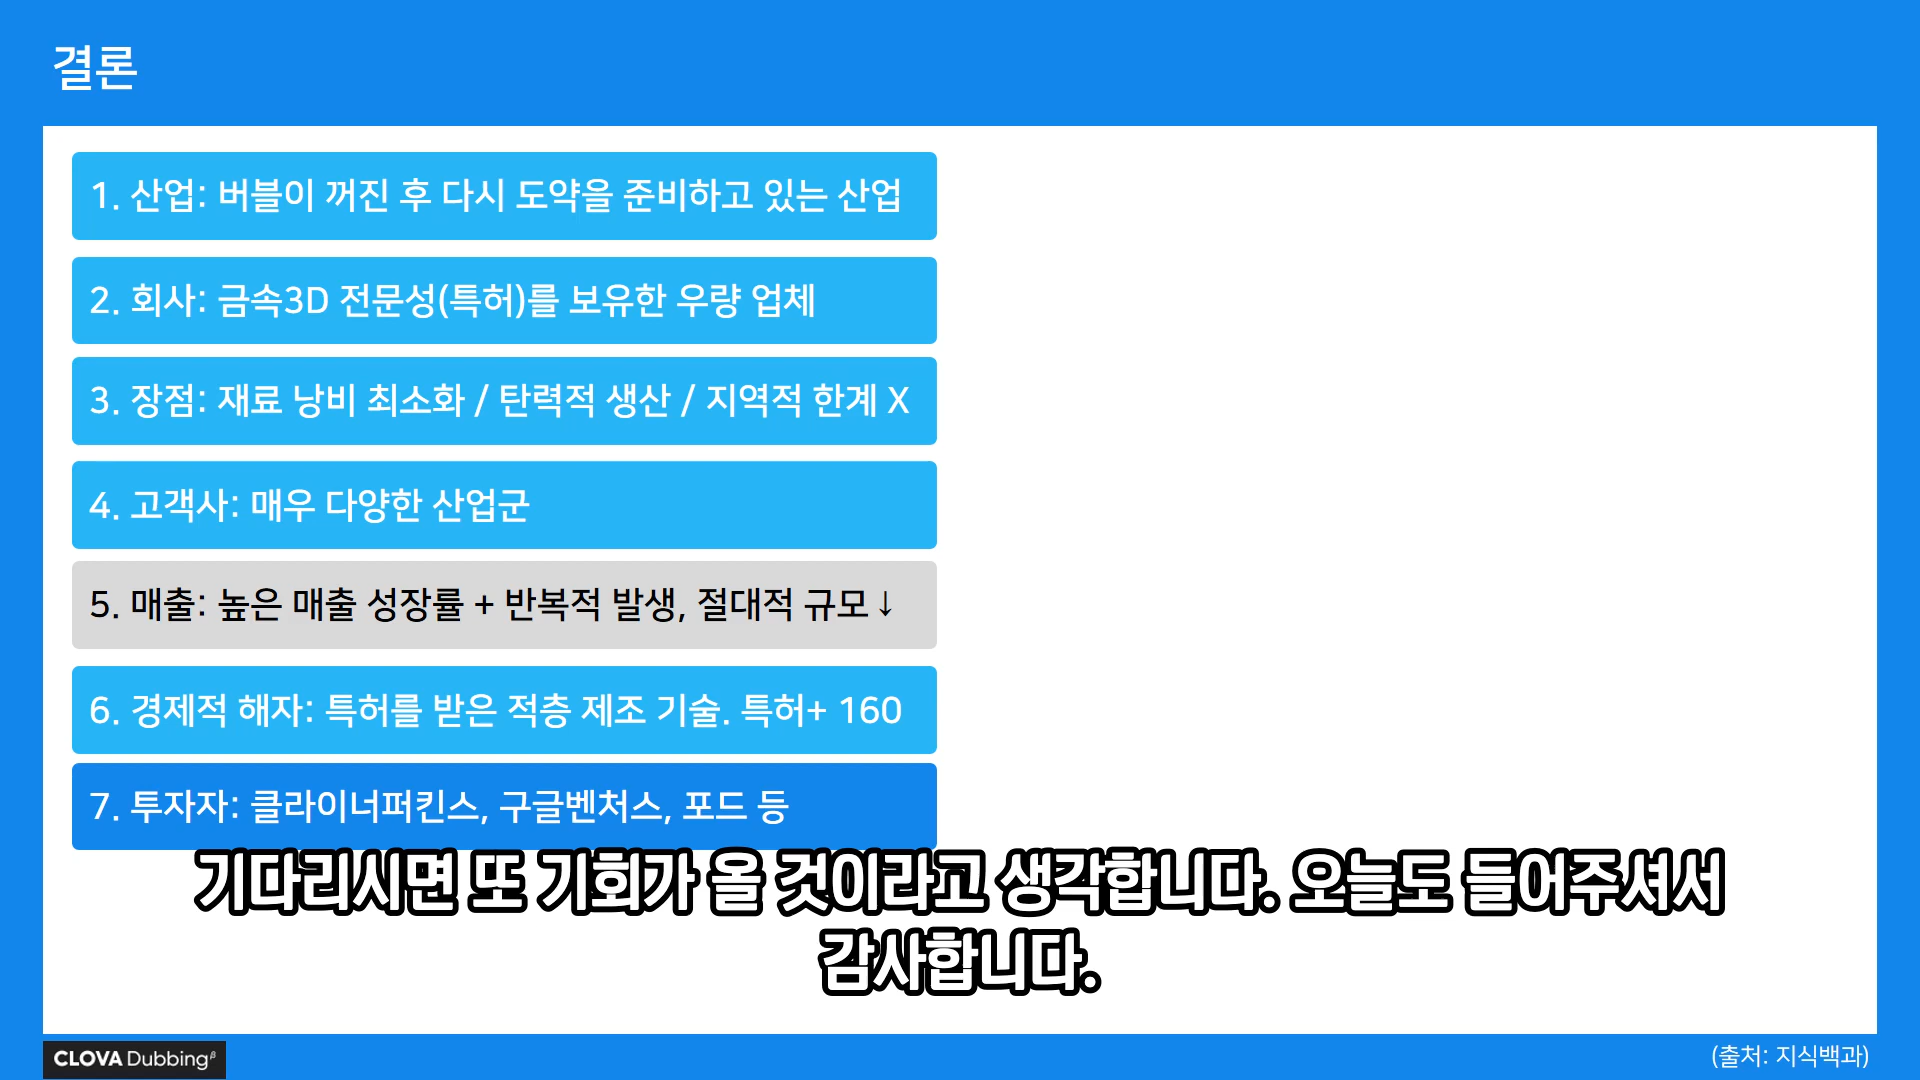 결론
1. 산업: 버블이 꺼진 후 다시 도약을 준비하고 있는 산업
2. 회사: 금속3D 전문성(특허)를 보유한 우량 업체
3. 장점: 재료 낭비 최소화 / 탄력적 생산 / 지역적 한계 X
4. 고객사: 매우 다양한 산업군
5. 매출: 높은 매출 성장률 + 반복적 발생, 절대적 규모↓
6. 경제적 해자: 특허를 받은 적층 제조 기술. 특허+ 160
7. 투자자: 클라이너퍼킨스, 구글벤처스, 포드 등
기다리시면 또 기회가 올 것이라고 생각합니다. 오늘도 들어주셔서
감사합니다.
CLOVA Dubbingᵝ
(출처: 지식백과)